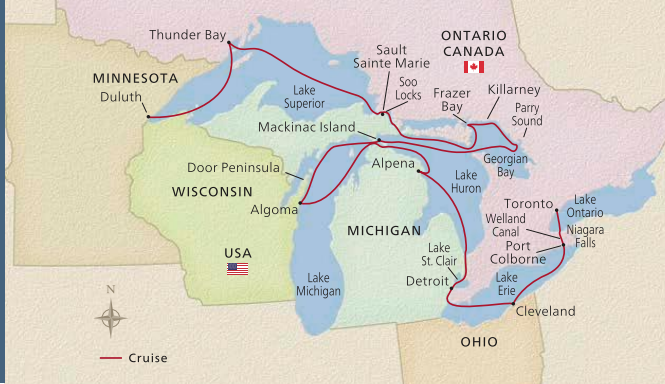 Thunder Bay
ONTARIO
CANADA
Sault
Sainte Marie
MINNESOTA
Duluth
Lake
Superior
Soo
Locks
Frazer
Bay
Killarney
Parry
Sound
Mackinac Island
Georgian
Bay
Door Peninsula
Alpena
Lake
Huron
WISCONSIN
Algoma
MICHIGAN
Toronto
Lake
Ontario
Welland
Canal
Niagara
Falls
Port
Colborne
USA
Lake
St. Clair
Lake
Michigan
Detroit
Lake
Erie
Cleveland
N
OHIO
Cruise